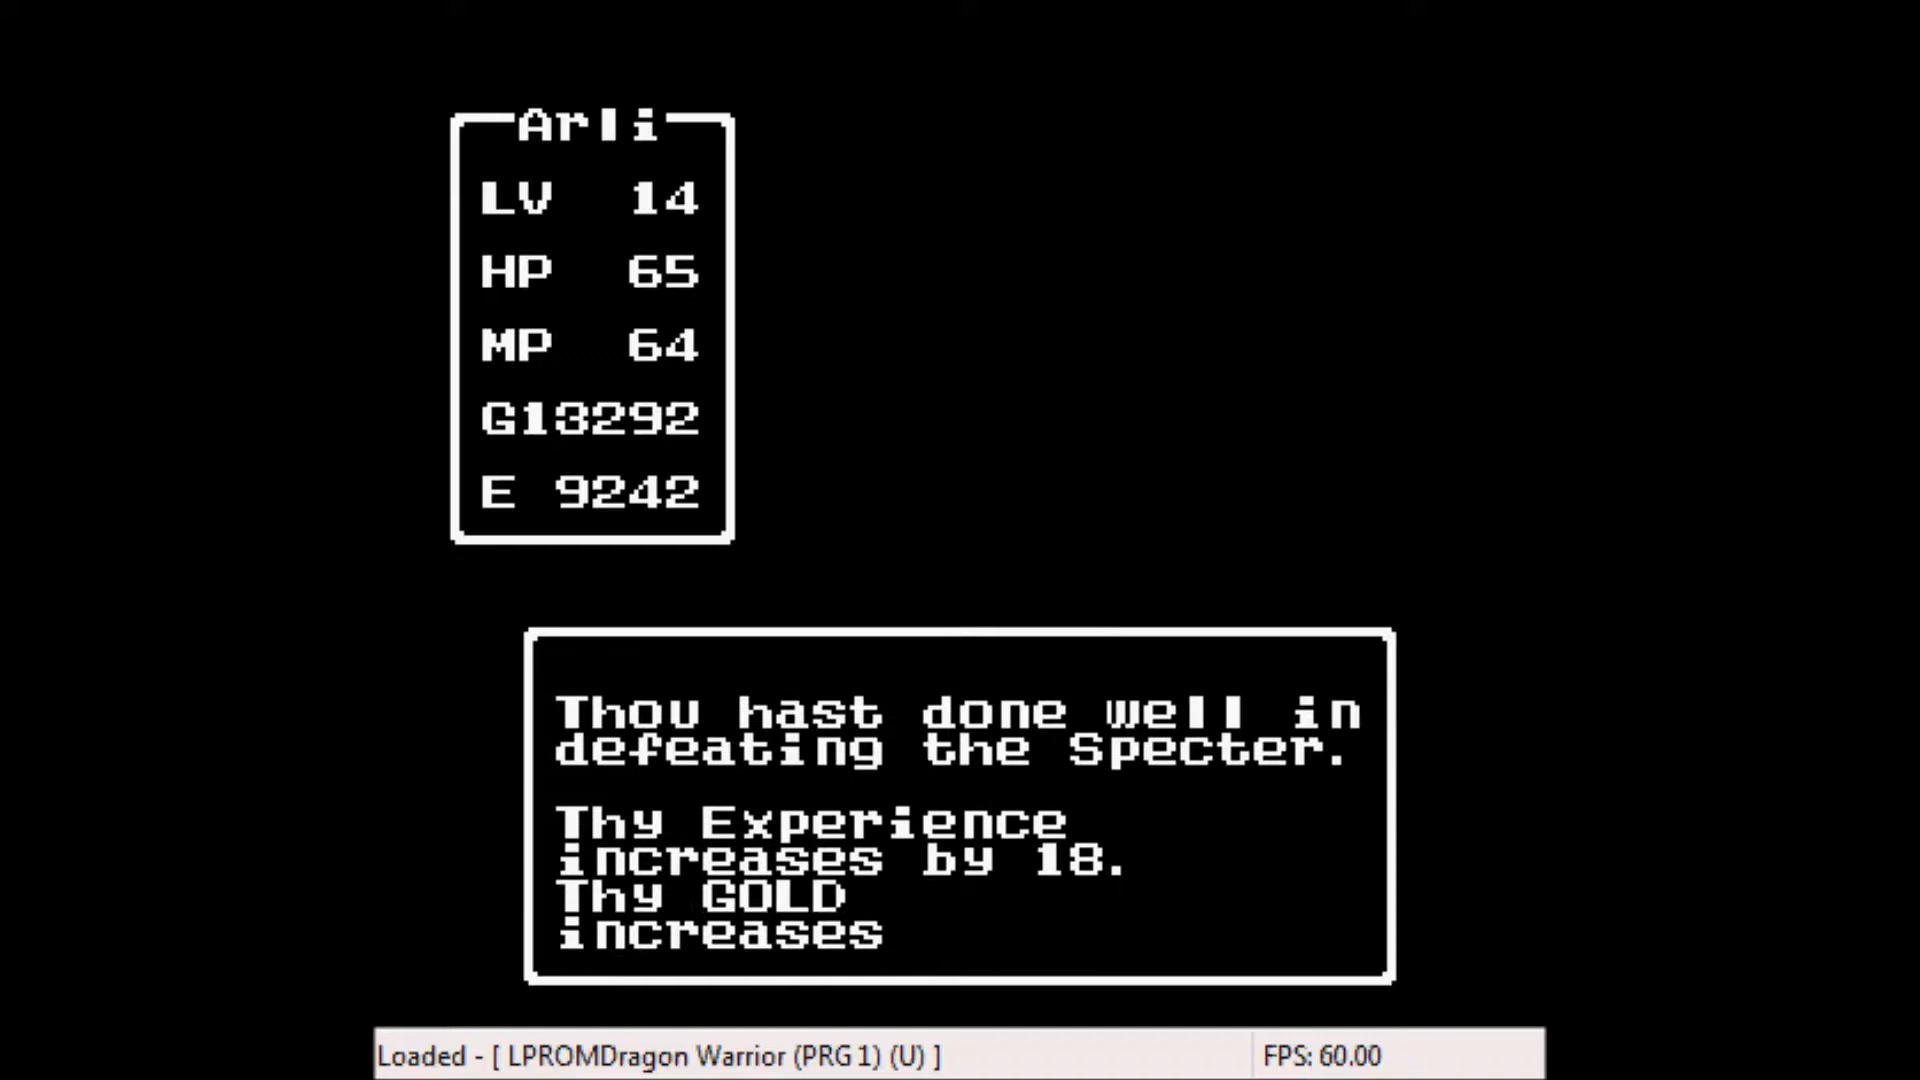 Arli
LV 14
HP 65
MP 64
G13292
E 9242
Thou hast done well in
defeating the Specter.
Thy Experience
increases by 18.
Thy GOLD
increases
Loaded - [ LPROMDragon Warrior (PRG 1) (U) ]
FPS: 60.00